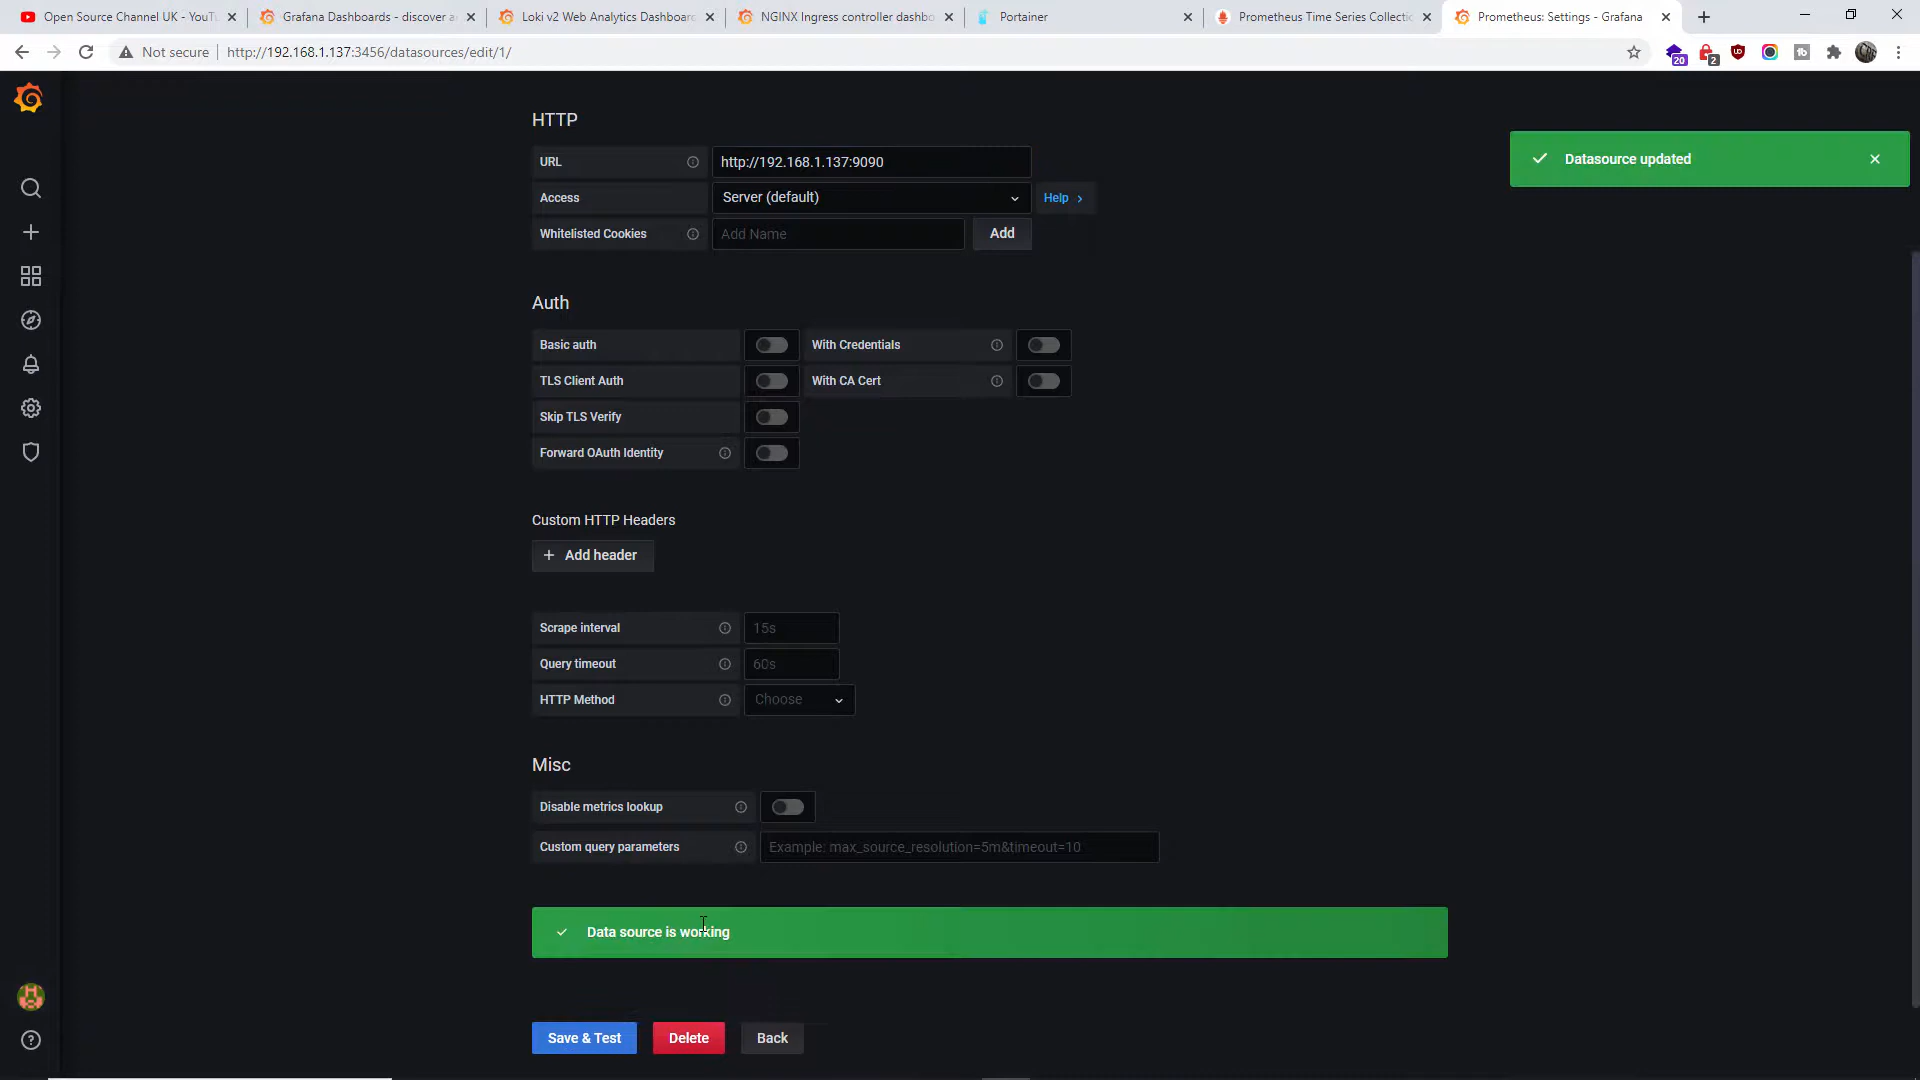 Open Source Channel UK - YouTu
Grafana Dashboards - discover a
Loki v2 Web Analytics Dashboard
NGINX Ingress controller dashbo
Portainer
Prometheus Time Series Collectio
Prometheus: Settings - Grafana
Not secure
http://192.168.1.137:3456/datasources/edit/1/
20
2
HTTP
URL
http://192.168.1.137:9090
Access
Server (default)
Help
Whitelisted Cookies
Add Name
Add
Datasource updated
Auth
Basic auth
With Credentials
TLS Client Auth
With CA Cert
Skip TLS Verify
Forward OAuth Identity
Custom HTTP Headers
Add header
Scrape interval
15s
Query timeout
60s
HTTP Method
Choose
Misc
Disable metrics lookup
Custom query parameters
Example: max_source_resolution=5m&timeout=10
Data source is working
Save & Test
Delete
Back